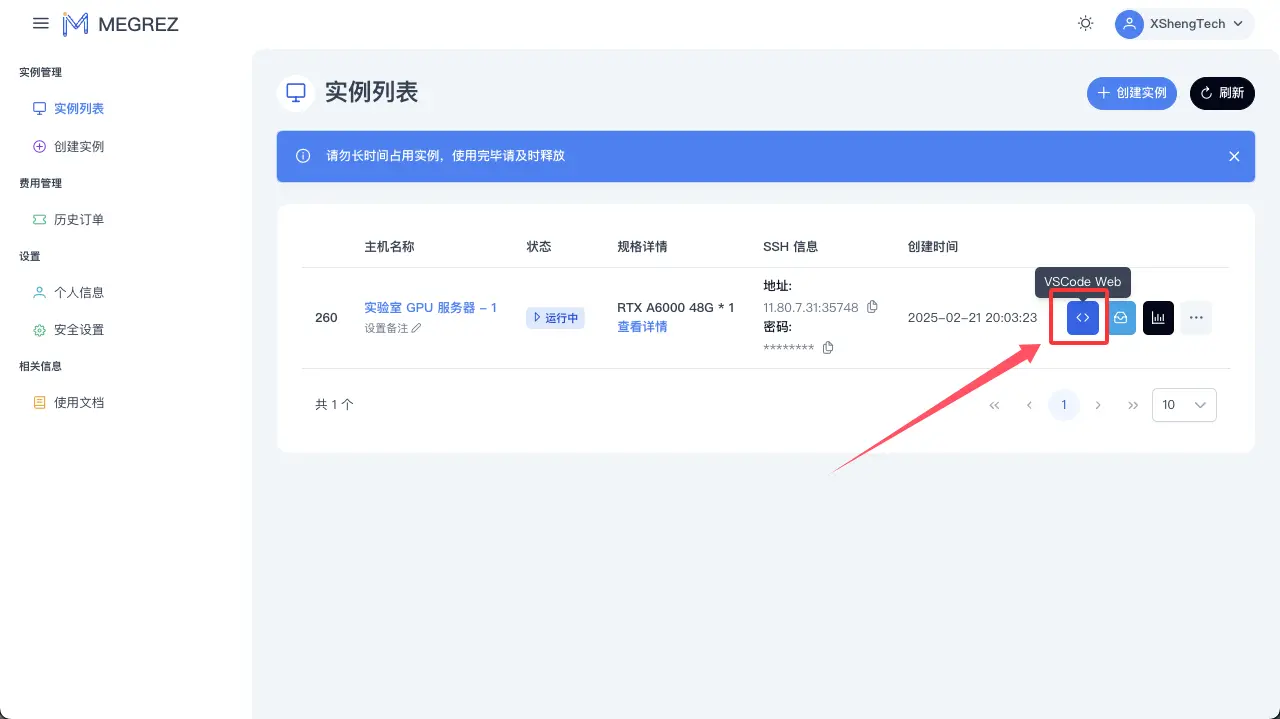 MEGREZ
XShengTech
实例管理
实例列表
创建实例
费用管理
历史订单
设置
个人信息
安全设置
相关信息
使用文档
实例列表
创建实例
刷新
请勿长时间占用实例，使用完毕请及时释放
主机名称 状态 规格详情 SSH 信息 创建时间
VSCode Web
260
实验室 GPU 服务器 - 1
设置备注
运行中
RTX A6000 48G * 1
查看详情
地址:
11.80.7.31:35748
密码:
********
2025-02-21 20:03:23
共 1 个
1
10